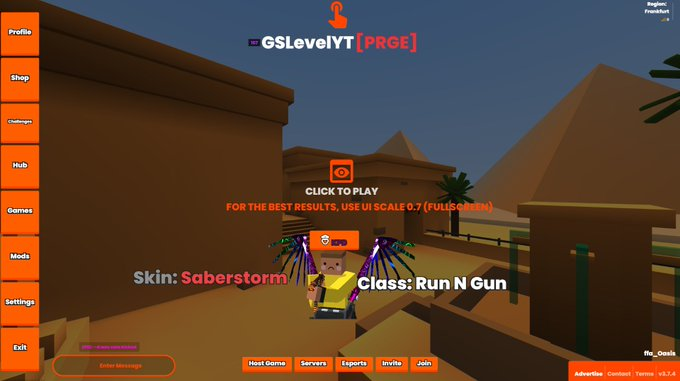 Region:
Frankfurt
Profile
GSLevelYT [PRGE]
Shop
Challenges
Hub
CLICK TO PLAY
FOR THE BEST RESULTS, USE UI SCALE 0.7 (FULLSCREEN)
Games
Mods
Skin: Saberstorm
Class: Run N Gun
Settings
Exit
ffa_Oasis
Enter Message
Host Game
Servers
Esports
Invite
Join
Advertise | Contact | Terms | v3.7.4